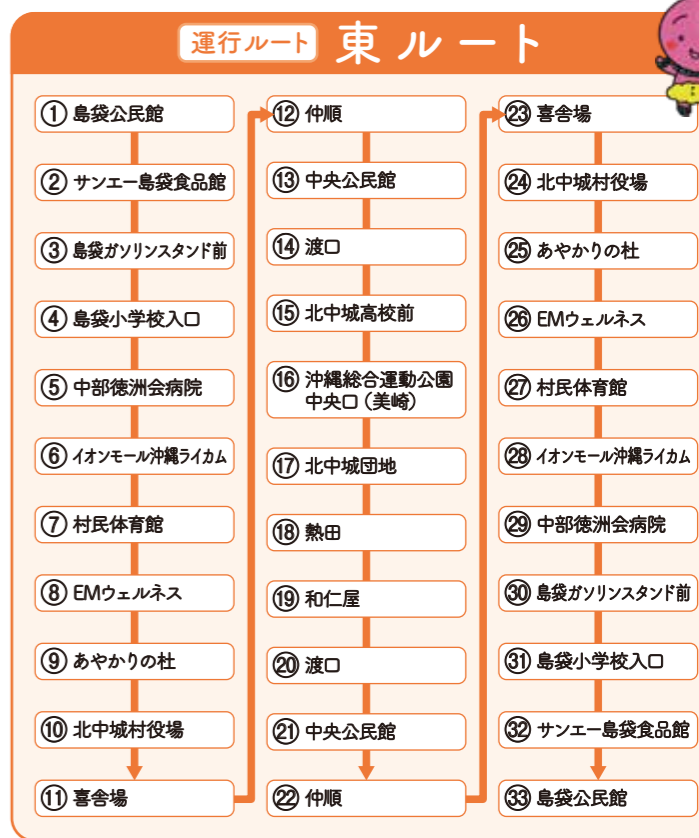 運行ルート 東ルート
① 島袋公民館
② サンエー島袋食品館
③ 島袋ガソリンスタンド前
④ 島袋小学校入口
⑤ 中部徳洲会病院
⑥ イオンモール沖縄ライカム
⑦ 村民体育館
⑧ EMウェルネス
⑨ あやかりの杜
⑩ 北中城村役場
⑪ 喜舎場
⑫ 仲順
⑬ 中央公民館
⑭ 渡口
⑮ 北中城高校前
⑯ 沖縄総合運動公園
中央口（美崎）
⑰ 北中城団地
⑱ 熱田
⑲ 和仁屋
⑳ 渡口
㉑ 中央公民館
㉒ 仲順
㉓ 喜舎場
㉔ 北中城村役場
㉕ あやかりの杜
㉖ EMウェルネス
㉗ 村民体育館
㉘ イオンモール沖縄ライカム
㉙ 中部徳洲会病院
㉚ 島袋ガソリンスタンド前
㉛ 島袋小学校入口
㉜ サンエー島袋食品館
㉝ 島袋公民館